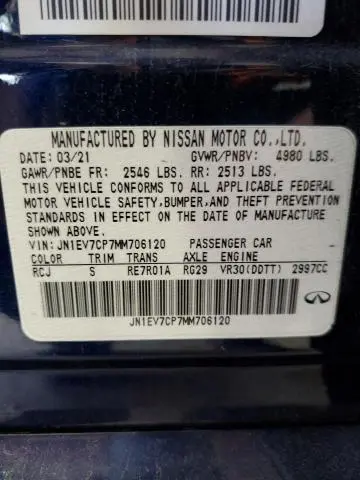 MANUFACTURED BY NISSAN MOTOR CO.,LTD.
DATE: 03/21 GVWR/PNBV: 4980 LBS.
GAWR/PNBE FR: 2546 LBS. RR: 2513 LBS.
THIS VEHICLE CONFORMS TO ALL APPLICABLE FEDERAL
MOTOR VEHICLE SAFETY,BUMPER,AND THEFT PREVENTION
STANDARDS IN EFFECT ON THE DATE OF MANUFACTURE
SHOWN ABOVE.
VIN: JN1EV7CP7MM706120 PASSENGER CAR
COLOR TRIM TRANS AXLE ENGINE
RCJ S RE7R01A RG29 VR30(DDTT) 2997CC
JN1EV7CP7MM706120